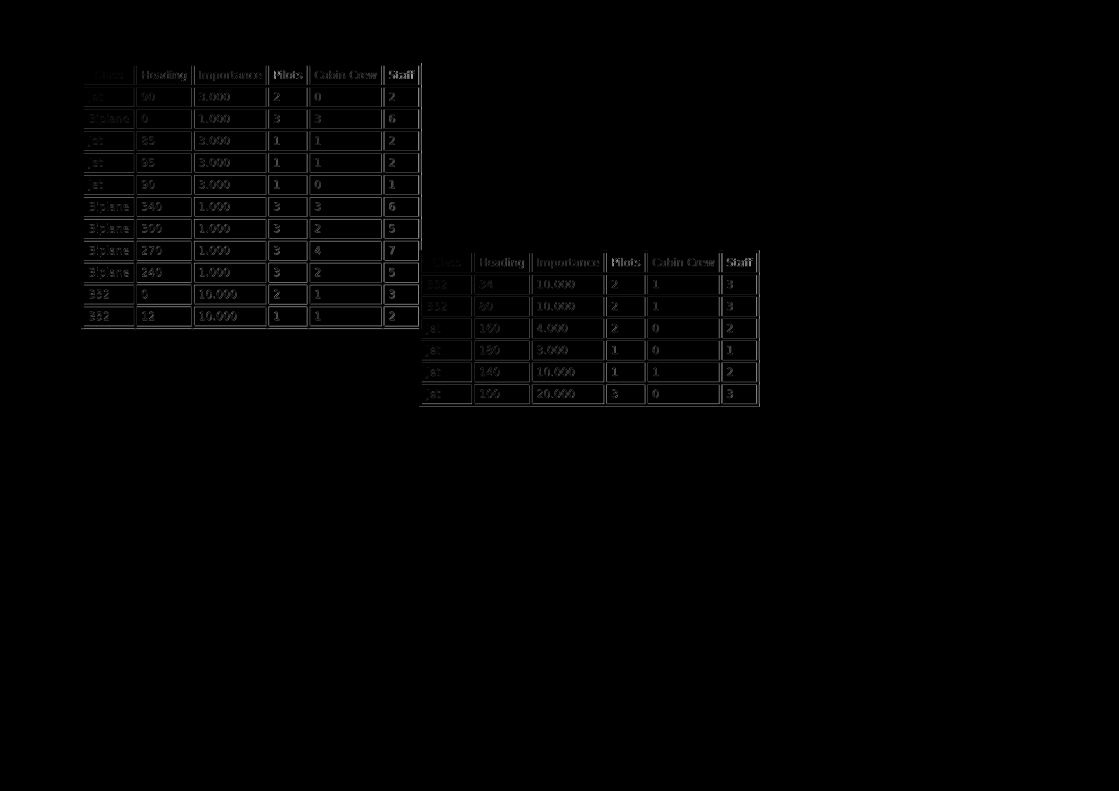 Class Heading Importance Pilots Cabin Crew Staff
Jet 90 3.000 2 0 2
Biplane 0 1.000 3 3 6
Jet 85 3.000 1 1 2
Jet 95 3.000 1 1 2
Jet 90 3.000 1 0 1
Biplane 340 1.000 3 3 6
Biplane 300 1.000 3 2 5
Biplane 270 1.000 3 4 7
Biplane 240 1.000 3 2 5
B52 0 10.000 2 1 3
B52 12 10.000 1 1 2
Class Heading Importance Pilots Cabin Crew Staff
B52 34 10.000 2 1 3
B52 80 10.000 2 1 3
Jet 160 4.000 2 0 2
Jet 180 3.000 1 0 1
Jet 140 10.000 1 1 2
Jet 100 20.000 3 0 3